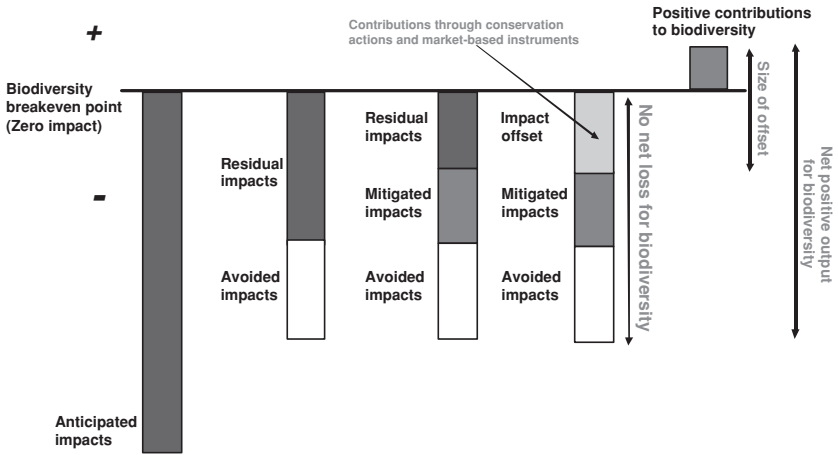 +
Contributions through conservation
actions and market-based instruments
Positive contributions
to biodiversity
Biodiversity
breakeven point
(Zero impact)
-
Residual
impacts
Avoided
impacts
Residual
impacts
Mitigated
impacts
Avoided
impacts
Impact
offset
Mitigated
impacts
Avoided
impacts
No net loss for biodiversity
Size of offset
Net positive output
for biodiversity
Anticipated
impacts